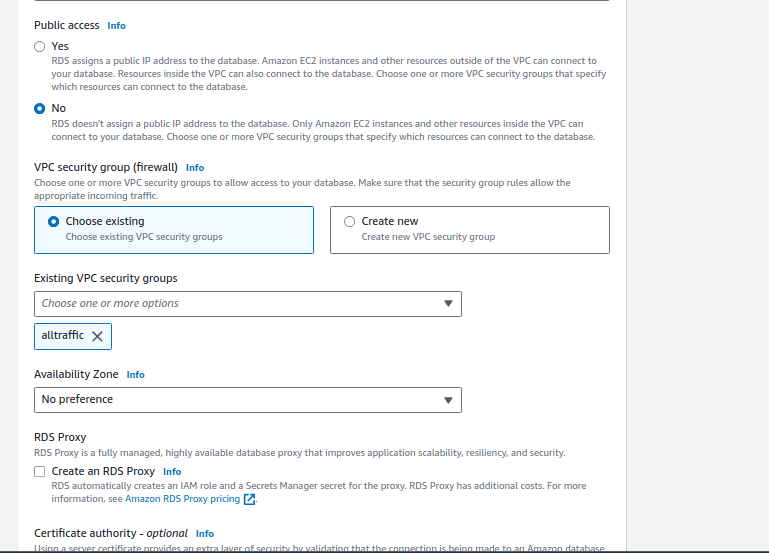 Public access Info
Yes
RDS assigns a public IP address to the database. Amazon EC2 instances and other resources outside of the VPC can connect to
your database. Resources inside the VPC can also connect to the database. Choose one or more VPC security groups that specify
which resources can connect to the database.
No
RDS doesn't assign a public IP address to the database. Only Amazon EC2 instances and other resources inside the VPC can
connect to your database. Choose one or more VPC security groups that specify which resources can connect to the database.
VPC security group (firewall) Info
Choose one or more VPC security groups to allow access to your database. Make sure that the security group rules allow the
appropriate incoming traffic.
Choose existing
Choose existing VPC security groups
Create new
Create new VPC security group
Existing VPC security groups
Choose one or more options
alltraffic
Availability Zone Info
No preference
RDS Proxy
RDS Proxy is a fully managed, highly available database proxy that improves application scalability, resiliency, and security.
Create an RDS Proxy Info
RDS automatically creates an IAM role and a Secrets Manager secret for the proxy. RDS Proxy has additional costs. For more
information, see Amazon RDS Proxy pricing.
Certificate authority - optional Info
Using a server certificate provides an extra layer of security by validating that the connection is being made to an Amazon database.